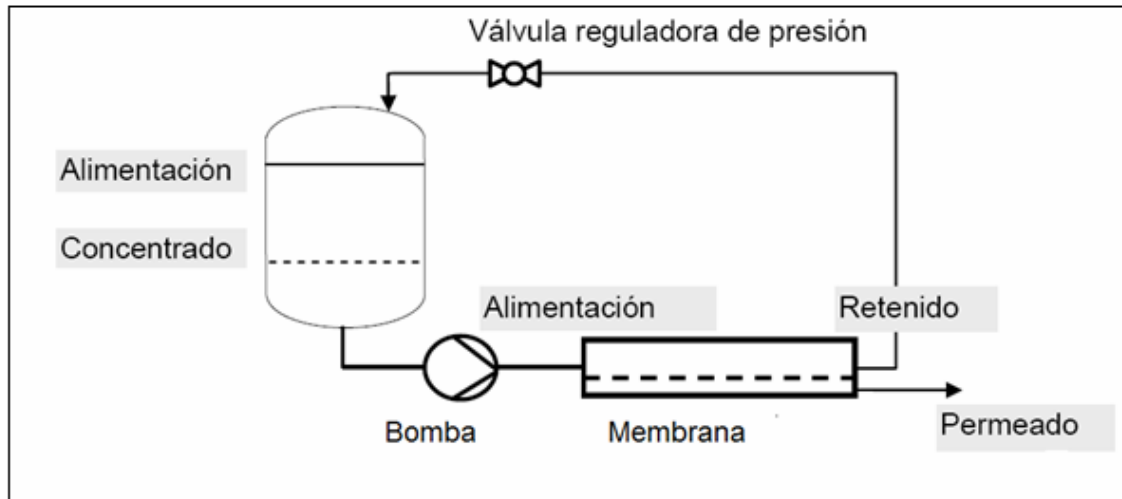 Válvula reguladora de presión
Alimentación
Concentrado
Alimentación
Retenido
Bomba
Membrana
Permeado